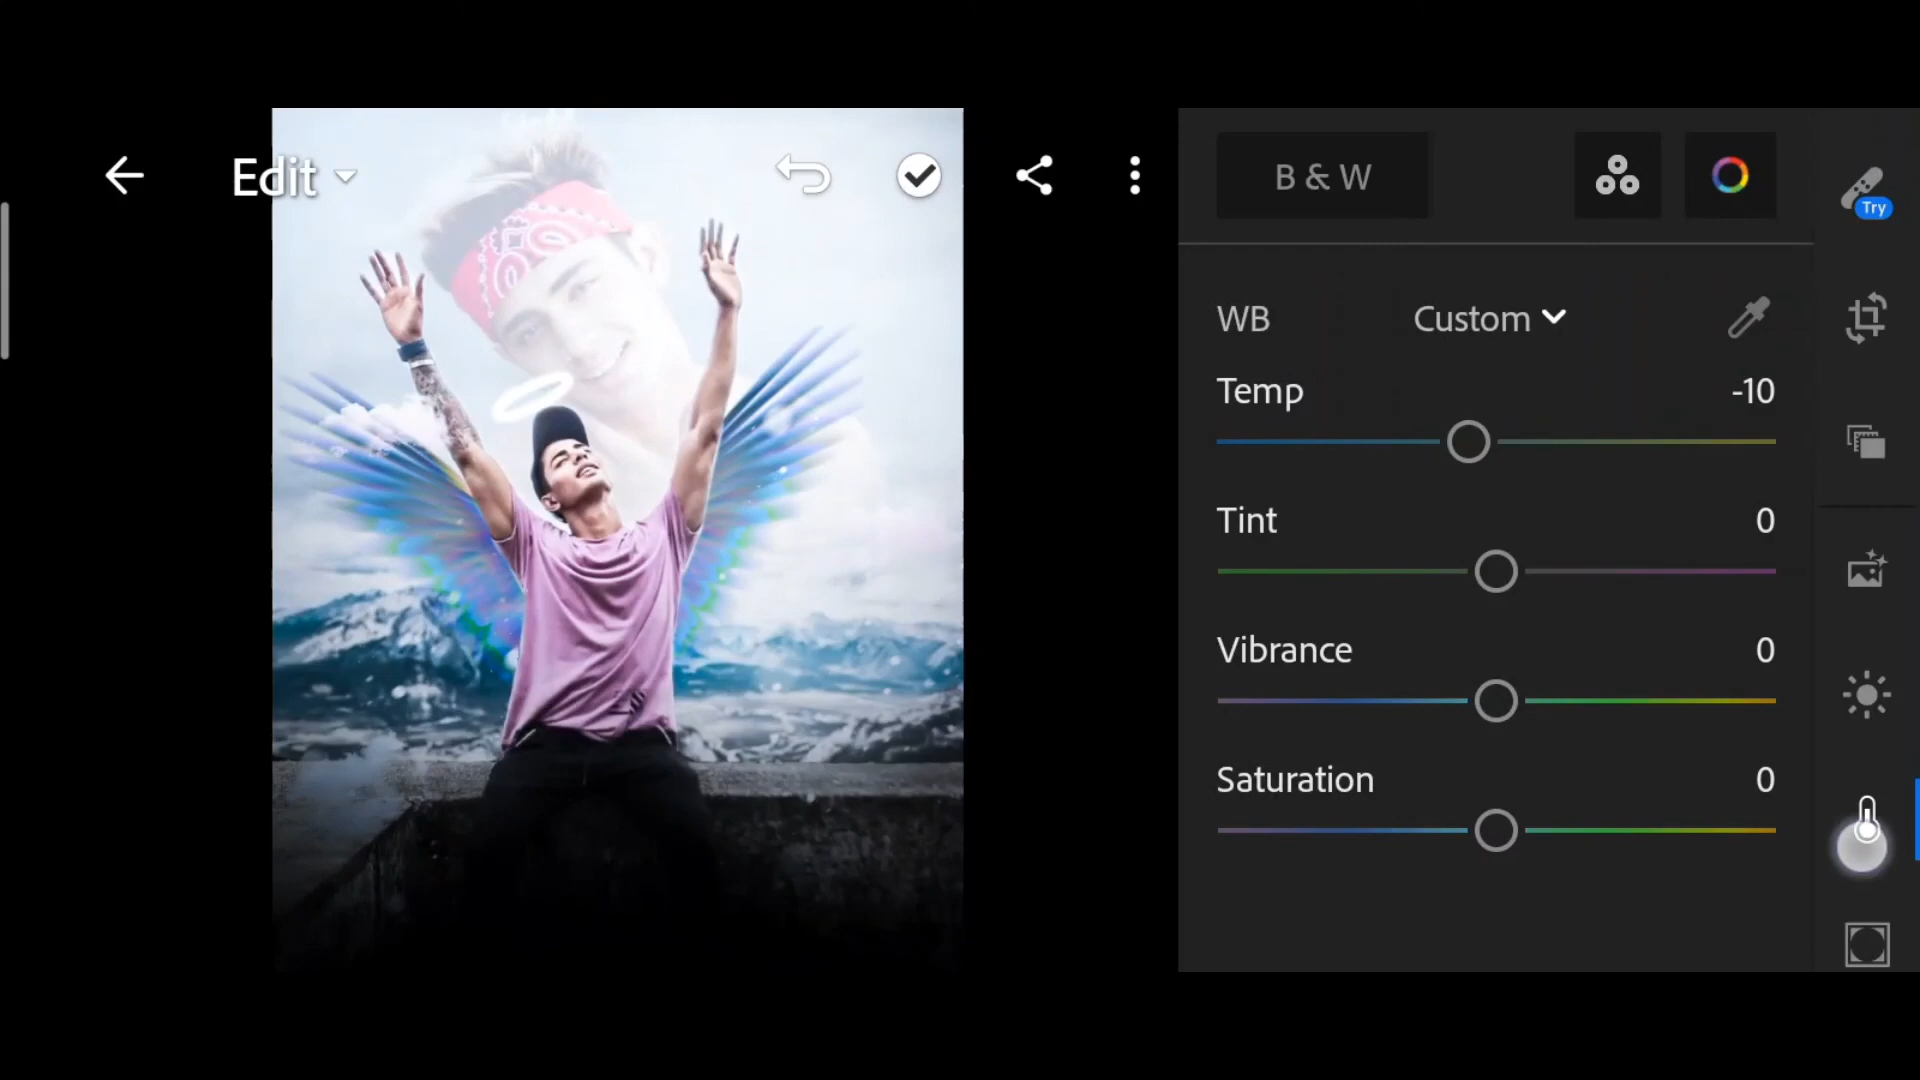 Edit
B & W
Try
WB Custom
Temp -10
Tint 0
Vibrance 0
Saturation 0